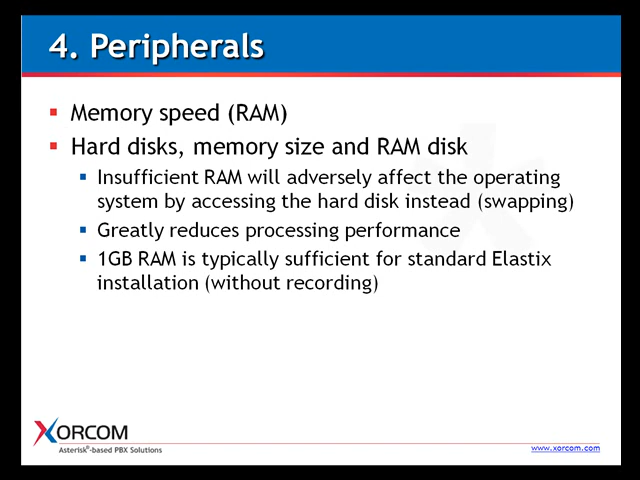 4. Peripherals
Memory speed (RAM)
Hard disks, memory size and RAM disk
Insufficient RAM will adversely affect the operating
system by accessing the hard disk instead (swapping)
Greatly reduces processing performance
1GB RAM is typically sufficient for standard Elastix
installation (without recording)
XORCOM
Asterisk®-based PBX Solutions
www.xorcom.com